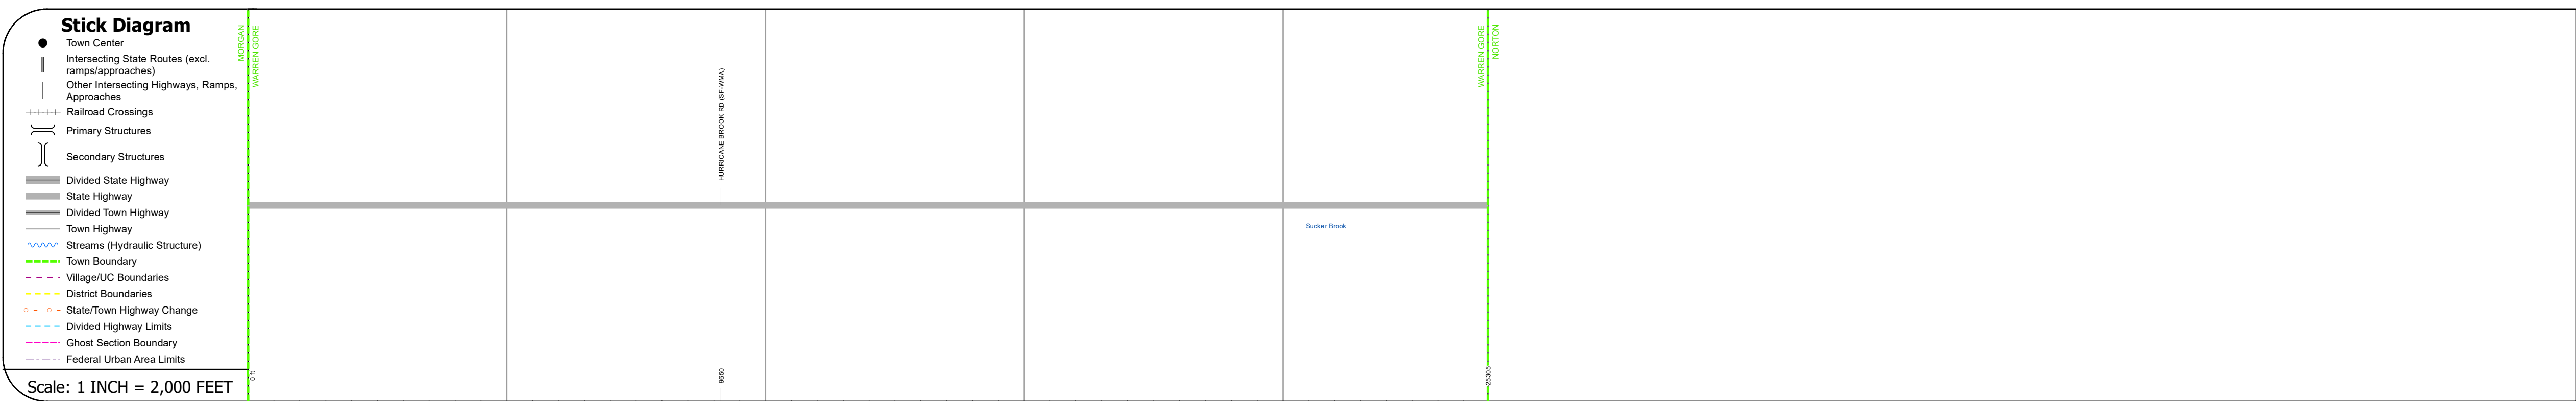 Stick Diagram
Town Center
Intersecting State Routes (excl.
ramps/approaches)
Other Intersecting Highways, Ramps,
Approaches
Railroad Crossings
Primary Structures
Secondary Structures
Divided State Highway
State Highway
Divided Town Highway
Town Highway
Streams (Hydraulic Structure)
Town Boundary
Village/UC Boundaries
District Boundaries
State/Town Highway Change
Divided Highway Limits
Ghost Section Boundary
Federal Urban Area Limits
Scale: 1 INCH = 2,000 FEET
MORGAN
WARREN GORE
HURRICANE BROOK RD (SF-WMA)
WARREN GORE
NORTON
Sucker Brook
0 ft
9650
25305